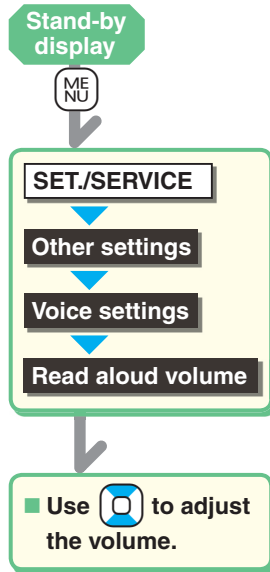 Stand-by
display
ME
NU
SET./SERVICE
Other settings
Voice settings
Read aloud volume
Use to adjust
the volume.